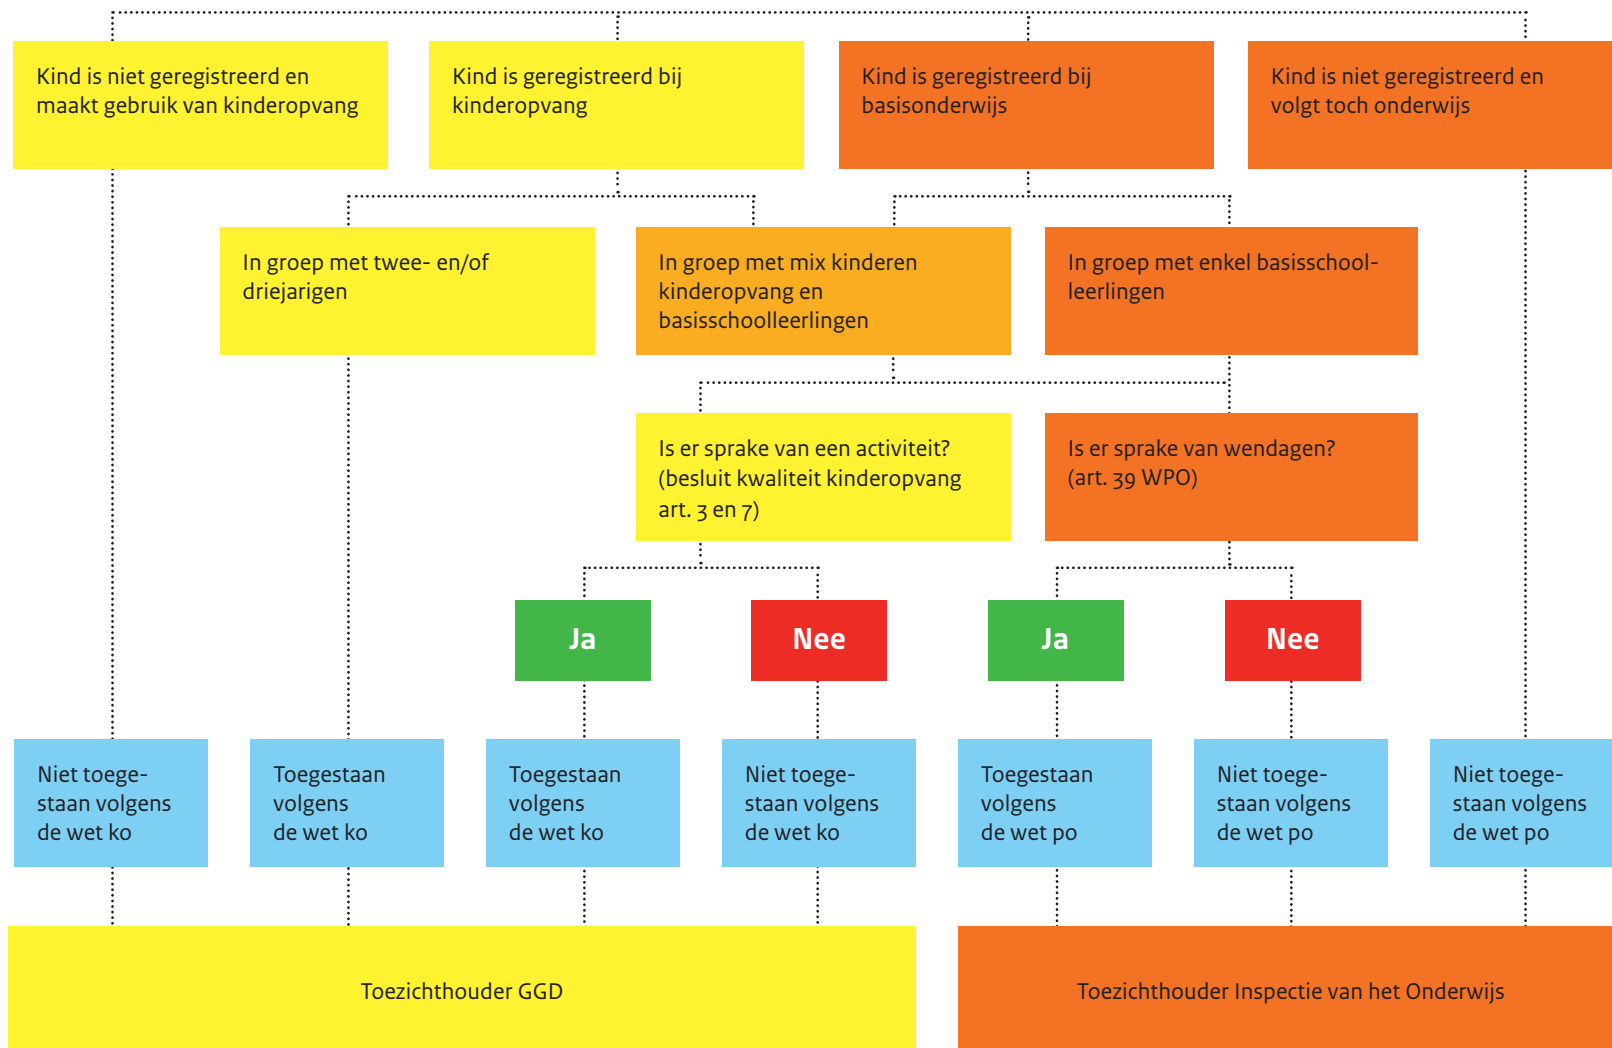 Kind is niet geregistreerd en
maakt gebruik van kinderopvang
Kind is geregistreerd bij
kinderopvang
Kind is geregistreerd bij
basisonderwijs
Kind is niet geregistreerd en
volgt toch onderwijs
In groep met twee- en/of
driejarigen
In groep met mix kinderen
kinderopvang en
basisschoolleerlingen
In groep met enkel basisschool-
leerlingen
Is er sprake van een activiteit?
(besluit kwaliteit kinderopvang
art. 3 en 7)
Is er sprake van wendagen?
(art. 39 WPO)
Ja
Nee
Ja
Nee
Niet toege-
staan volgens
de wet ko
Toegestaan
volgens
de wet ko
Toegestaan
volgens
de wet ko
Niet toege-
staan volgens
de wet ko
Toegestaan
volgens
de wet po
Niet toege-
staan volgens
de wet po
Niet toege-
staan volgens
de wet po
Toezichthouder GGD
Toezichthouder Inspectie van het Onderwijs